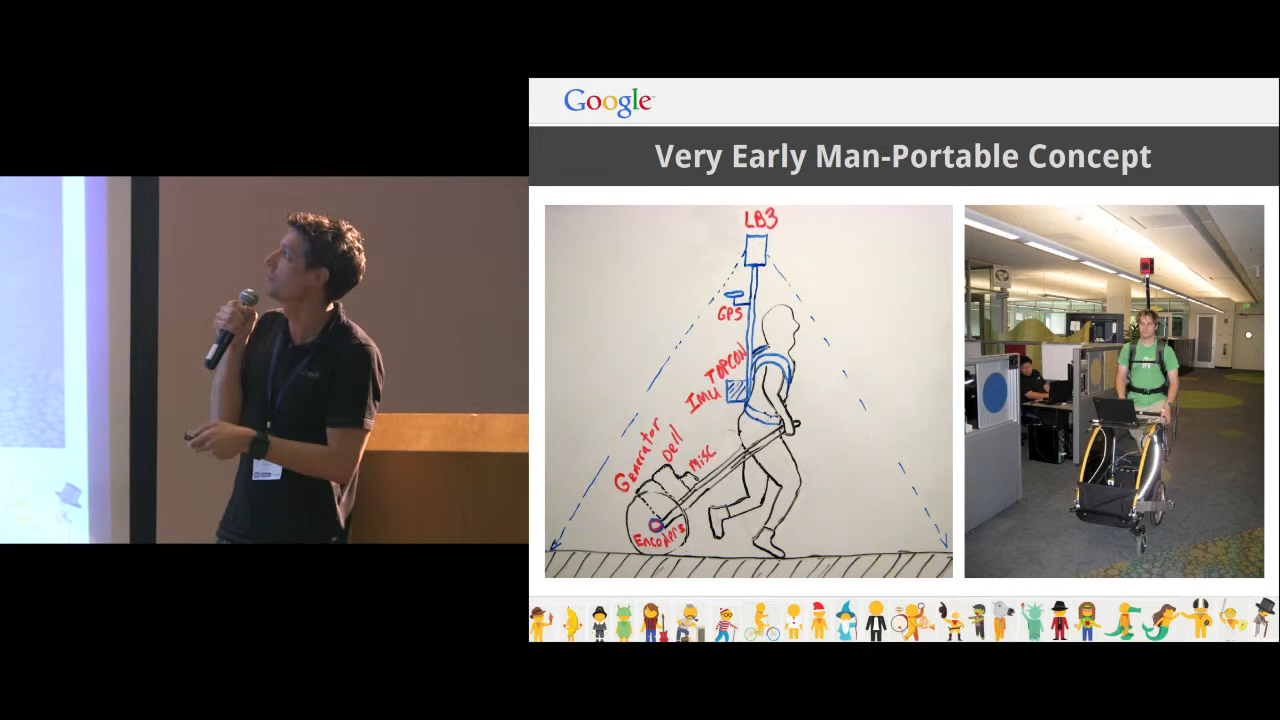 Google
Very Early Man-Portable Concept
LB3
GPS
TOPCON
IMU
Generator
Dell
misc
Encoders